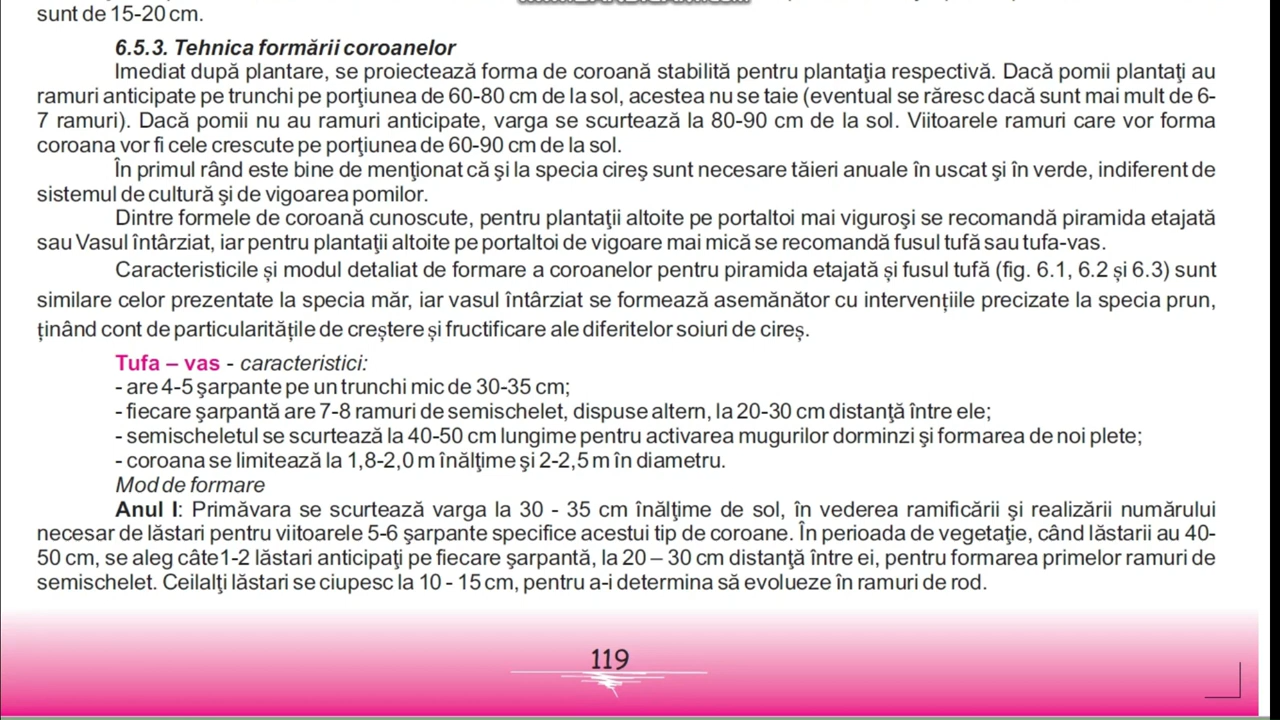 sunt de 15-20 cm.
6.5.3. Tehnica formării coroanelor
Imediat după plantare, se proiectează forma de coroană stabilită pentru plantaţia respectivă. Dacă pomii plantaţi au
ramuri anticipate pe trunchi pe porţiunea de 60-80 cm de la sol, acestea nu se taie (eventual se răresc dacă sunt mai mult de 6-
7 ramuri). Dacă pomii nu au ramuri anticipate, varga se scurtează la 80-90 cm de la sol. Viitoarele ramuri care vor forma
coroana vor fi cele crescute pe porţiunea de 60-90 cm de la sol.
În primul rând este bine de menţionat că şi la specia cireş sunt necesare tăieri anuale în uscat şi în verde, indiferent de
sistemul de cultură şi de vigoarea pomilor.
Dintre formele de coroană cunoscute, pentru plantaţii altoite pe portaltoi mai viguroşi se recomandă piramida etajată
sau Vasul întârziat, iar pentru plantaţii altoite pe portaltoi de vigoare mai mică se recomandă fusul tufă sau tufa-vas.
Caracteristicile și modul detaliat de formare a coroanelor pentru piramida etajată și fusul tufă (fig. 6.1, 6.2 și 6.3) sunt
similare celor prezentate la specia măr, iar vasul întârziat se formează asemănător cu intervențiile precizate la specia prun,
ținând cont de particularitățile de creștere și fructificare ale diferitelor soiuri de cireș.
Tufa – vas - caracteristici:
- are 4-5 şarpante pe un trunchi mic de 30-35 cm;
- fiecare şarpantă are 7-8 ramuri de semischelet, dispuse altern, la 20-30 cm distanţă între ele;
- semischeletul se scurtează la 40-50 cm lungime pentru activarea mugurilor dorminzi şi formarea de noi plete;
- coroana se limitează la 1,8-2,0 m înălţime şi 2-2,5 m în diametru.
Mod de formare
Anul I: Primăvara se scurtează varga la 30 - 35 cm înălţime de sol, în vederea ramificării şi realizării numărului
necesar de lăstari pentru viitoarele 5-6 şarpante specifice acestui tip de coroane. În perioada de vegetaţie, când lăstarii au 40-
50 cm, se aleg câte1-2 lăstari anticipaţi pe fiecare şarpantă, la 20 – 30 cm distanţă între ei, pentru formarea primelor ramuri de
semischelet. Ceilalţi lăstari se ciupesc la 10 - 15 cm, pentru a-i determina să evolueze în ramuri de rod.
119